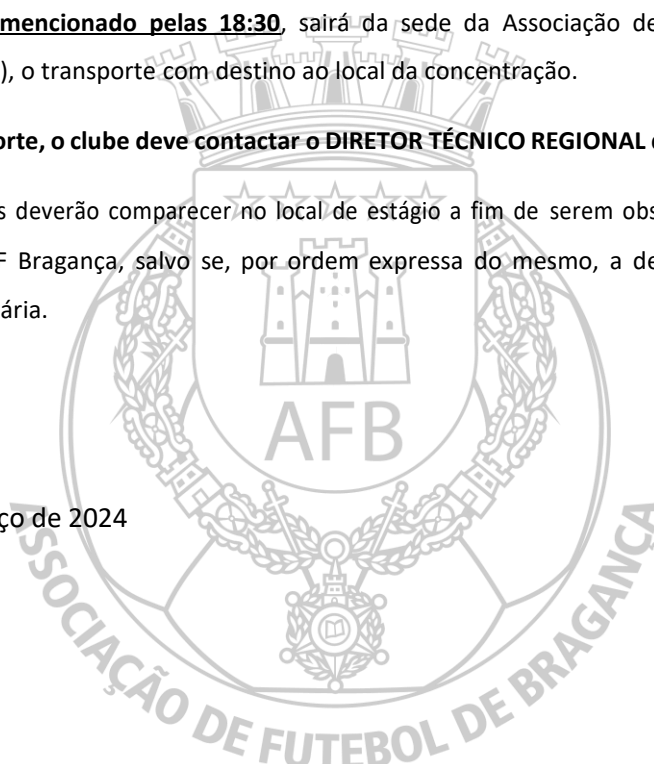 mencionado pelas 18:30, sairá da sede da Associação de
), o transporte com destino ao local da concentração.
orte, o clube deve contactar o DIRETOR TÉCNICO REGIONAL
s deverão comparecer no local de estágio a fim de serem obs
F Bragança, salvo se, por ordem expressa do mesmo, a de
ária.
AFB
ço de 2024
ASSOCIAÇÃO DE FUTEBOL DE BRAGANÇA